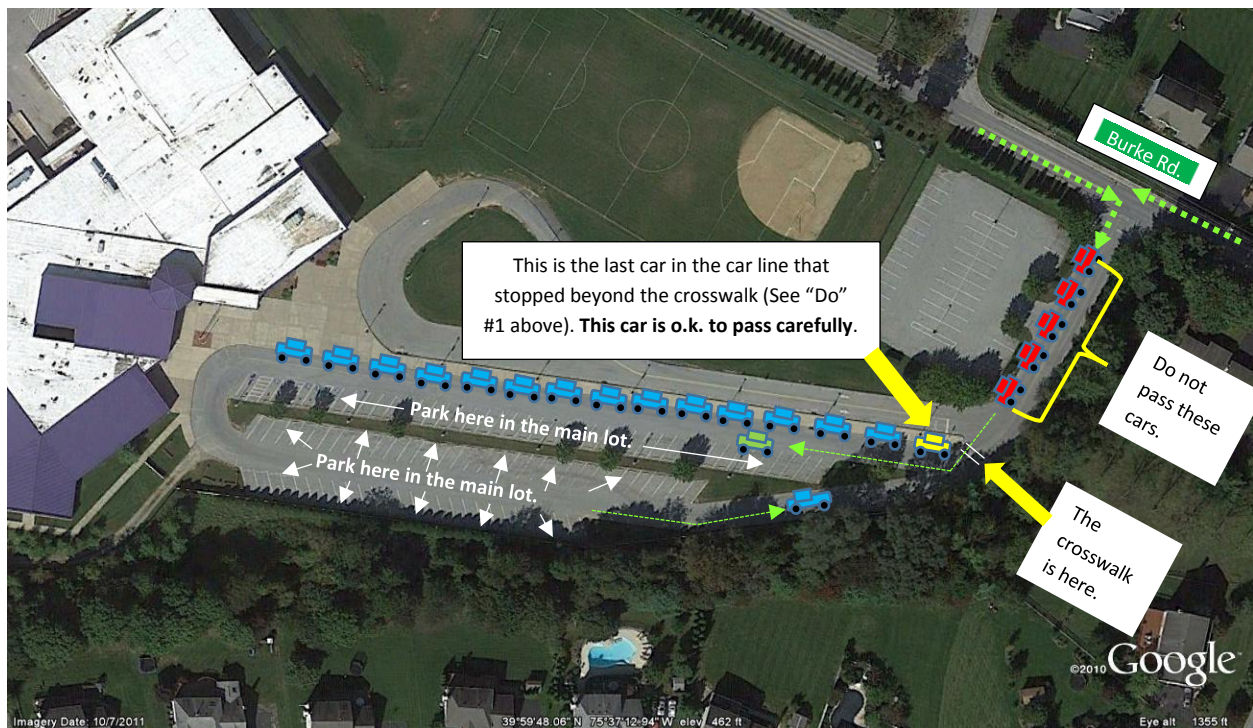 Burke Rd.
This is the last car in the car line that
stopped beyond the crosswalk (See “Do”
#1 above). This car is o.k. to pass carefully.
Do not
pass these
cars.
Park here in the main lot.
Park here in the main lot.
The
crosswalk
is here.
©2010 Google™
Imagery Date: 10/7/2011
39°59'48.06" N 75°37'12.94" W elev 462 ft
Eye alt 1355 ft